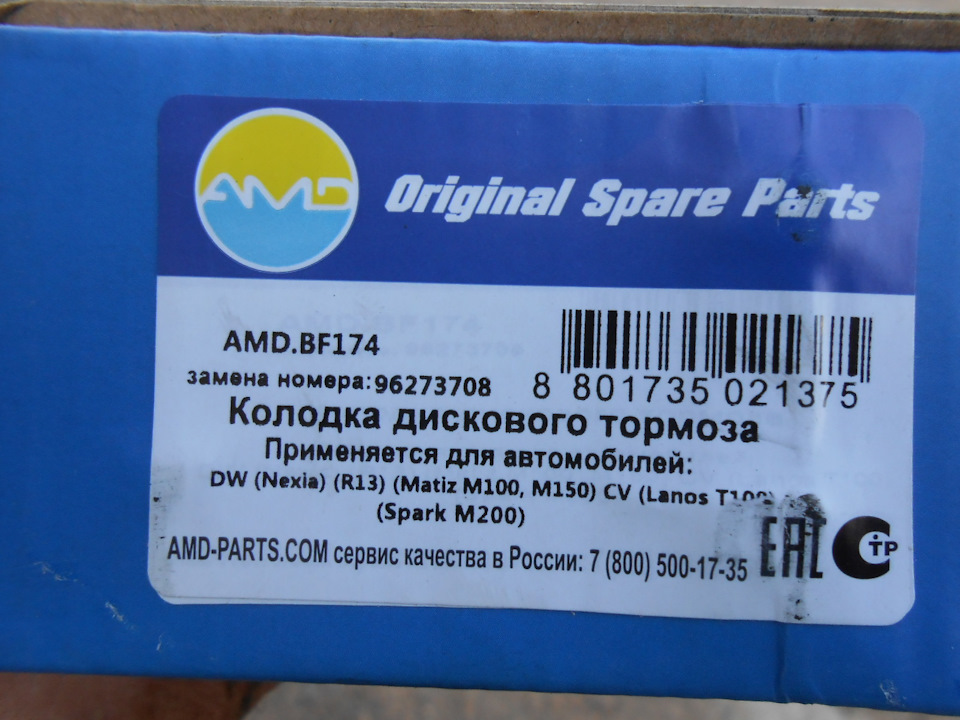 AMD
Original Spare Parts
AMD.BF174
замена номера:96273708
8 801735 021375
Колодка дискового тормоза
Применяется для автомобилей:
DW (Nexia) (R13) (Matiz M100, M150) CV (Lanos
(Spark M200)
EAC
AMD-PARTS.COM сервис качества в России: 7 (800) 500-17-35
СТР